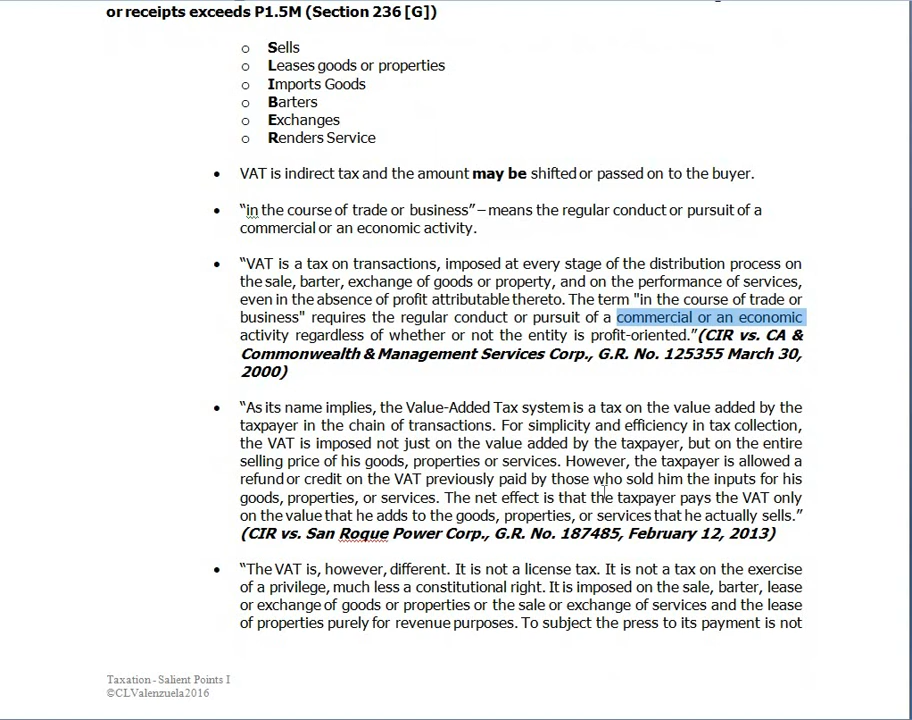 or receipts exceeds P1.5M (Section 236 [G])
o Sells
o Leases goods or properties
o Imports Goods
o Barters
o Exchanges
o Renders Service
• VAT is indirect tax and the amount may be shifted or passed on to the buyer.
• “in the course of trade or business” – means the regular conduct or pursuit of a
commercial or an economic activity.
• “VAT is a tax on transactions, imposed at every stage of the distribution process on
the sale, barter, exchange of goods or property, and on the performance of services,
even in the absence of profit attributable thereto. The term "in the course of trade or
business" requires the regular conduct or pursuit of a commercial or an economic
activity regardless of whether or not the entity is profit-oriented.” (CIR vs. CA &
Commonwealth & Management Services Corp., G.R. No. 125355 March 30,
2000)
• “As its name implies, the Value-Added Tax system is a tax on the value added by the
taxpayer in the chain of transactions. For simplicity and efficiency in tax collection,
the VAT is imposed not just on the value added by the taxpayer, but on the entire
selling price of his goods, properties or services. However, the taxpayer is allowed a
refund or credit on the VAT previously paid by those who sold him the inputs for his
goods, properties, or services. The net effect is that the taxpayer pays the VAT only
on the value that he adds to the goods, properties, or services that he actually sells.”
(CIR vs. San Roque Power Corp., G.R. No. 187485, February 12, 2013)
• “The VAT is, however, different. It is not a license tax. It is not a tax on the exercise
of a privilege, much less a constitutional right. It is imposed on the sale, barter, lease
or exchange of goods or properties or the sale or exchange of services and the lease
of properties purely for revenue purposes. To subject the press to its payment is not
Taxation - Salient Points I
©CLValenzuela2016